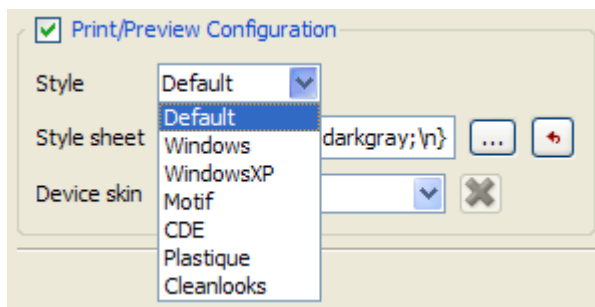 Print/Preview Configuration
Style Default
Default
Style sheet darkgray;\n} ...
Windows
WindowsXP
Device skin
Motif
CDE
Plastique
Cleanlooks